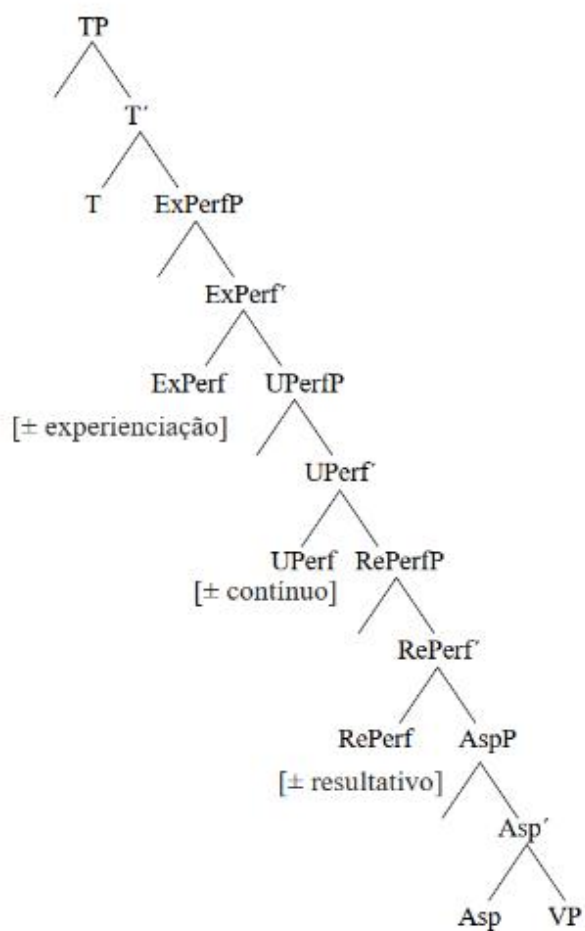 TP
T´
T ExPerfP
ExPerf´
ExPerf UPerfP
[± experienciação]
UPerf´
UPerf RePerfP
[± contínuo]
RePerf´
RePerf AspP
[± resultativo]
Asp´
Asp VP